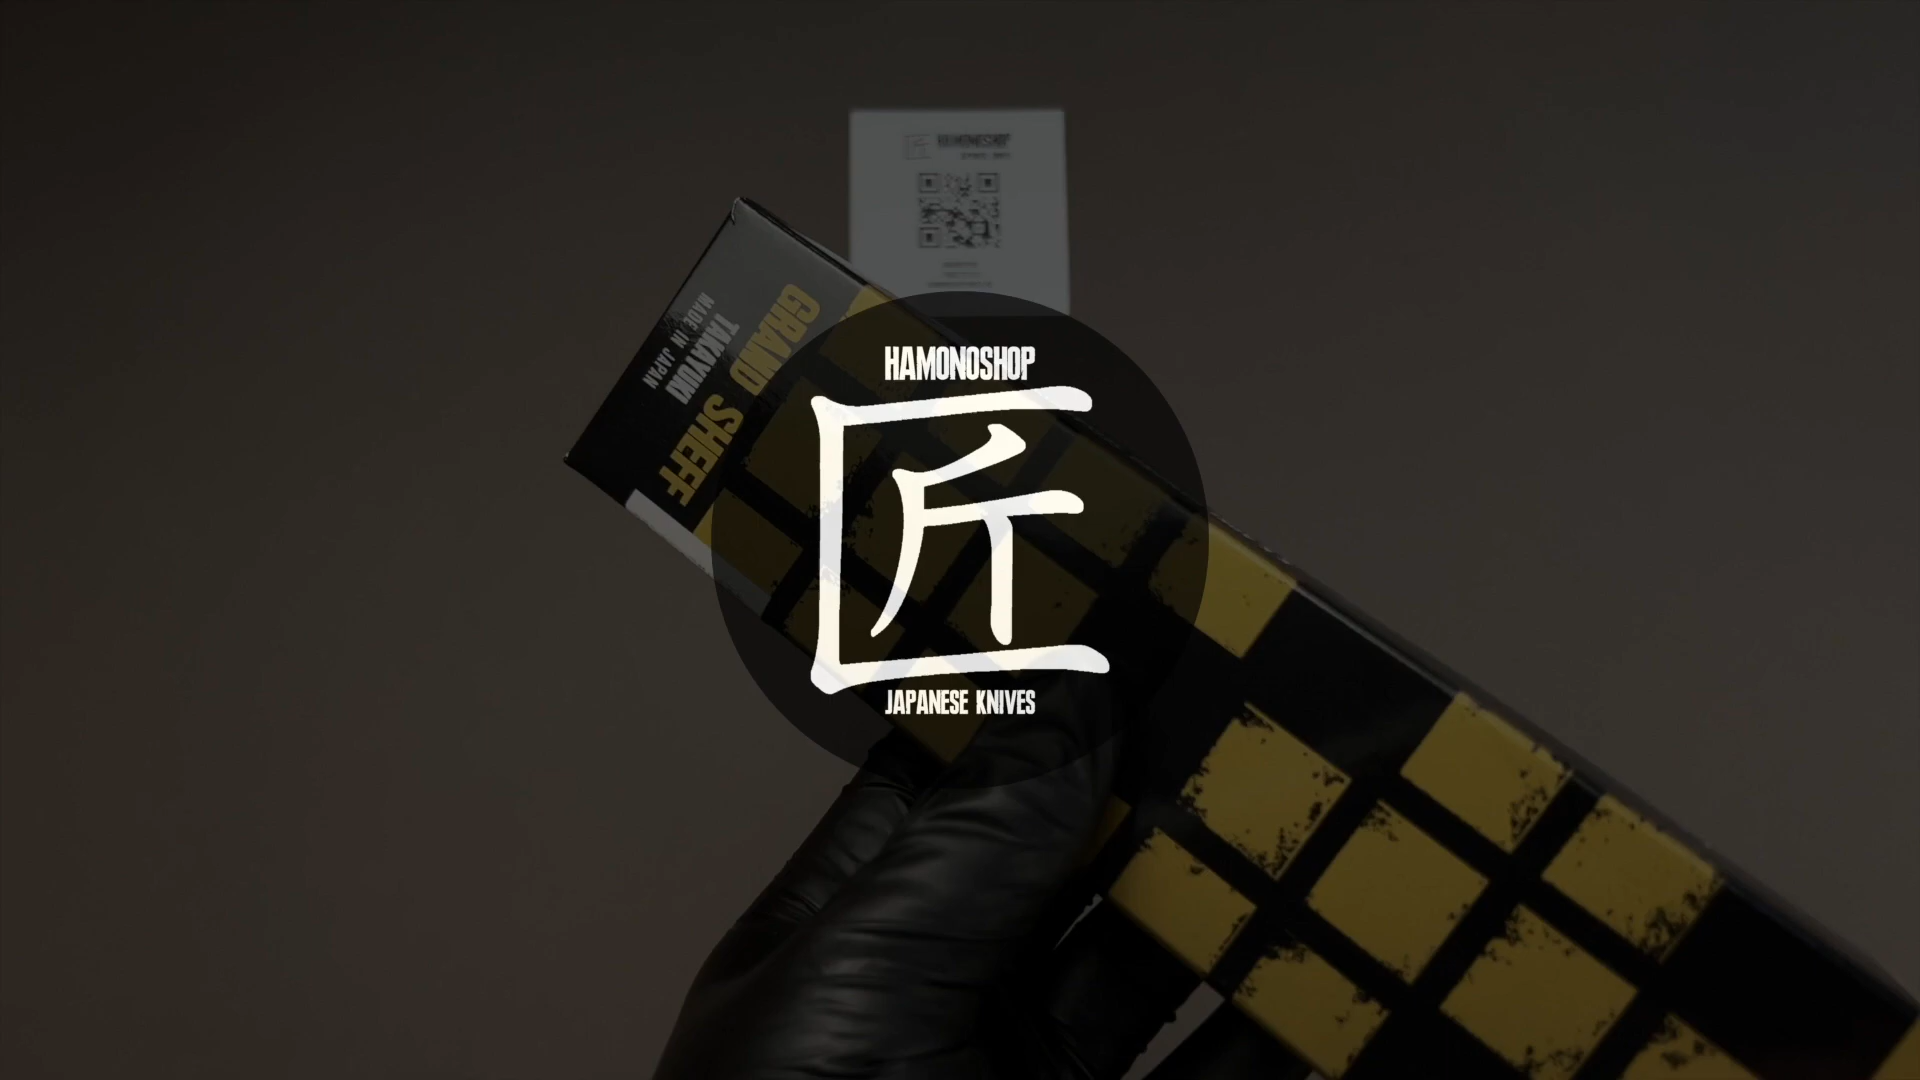 HAMONOSHOP
GRAND SHEFF
TAKAYUKI
MADE IN JAPAN
HAMONOSHOP
匠
JAPANESE KNIVES